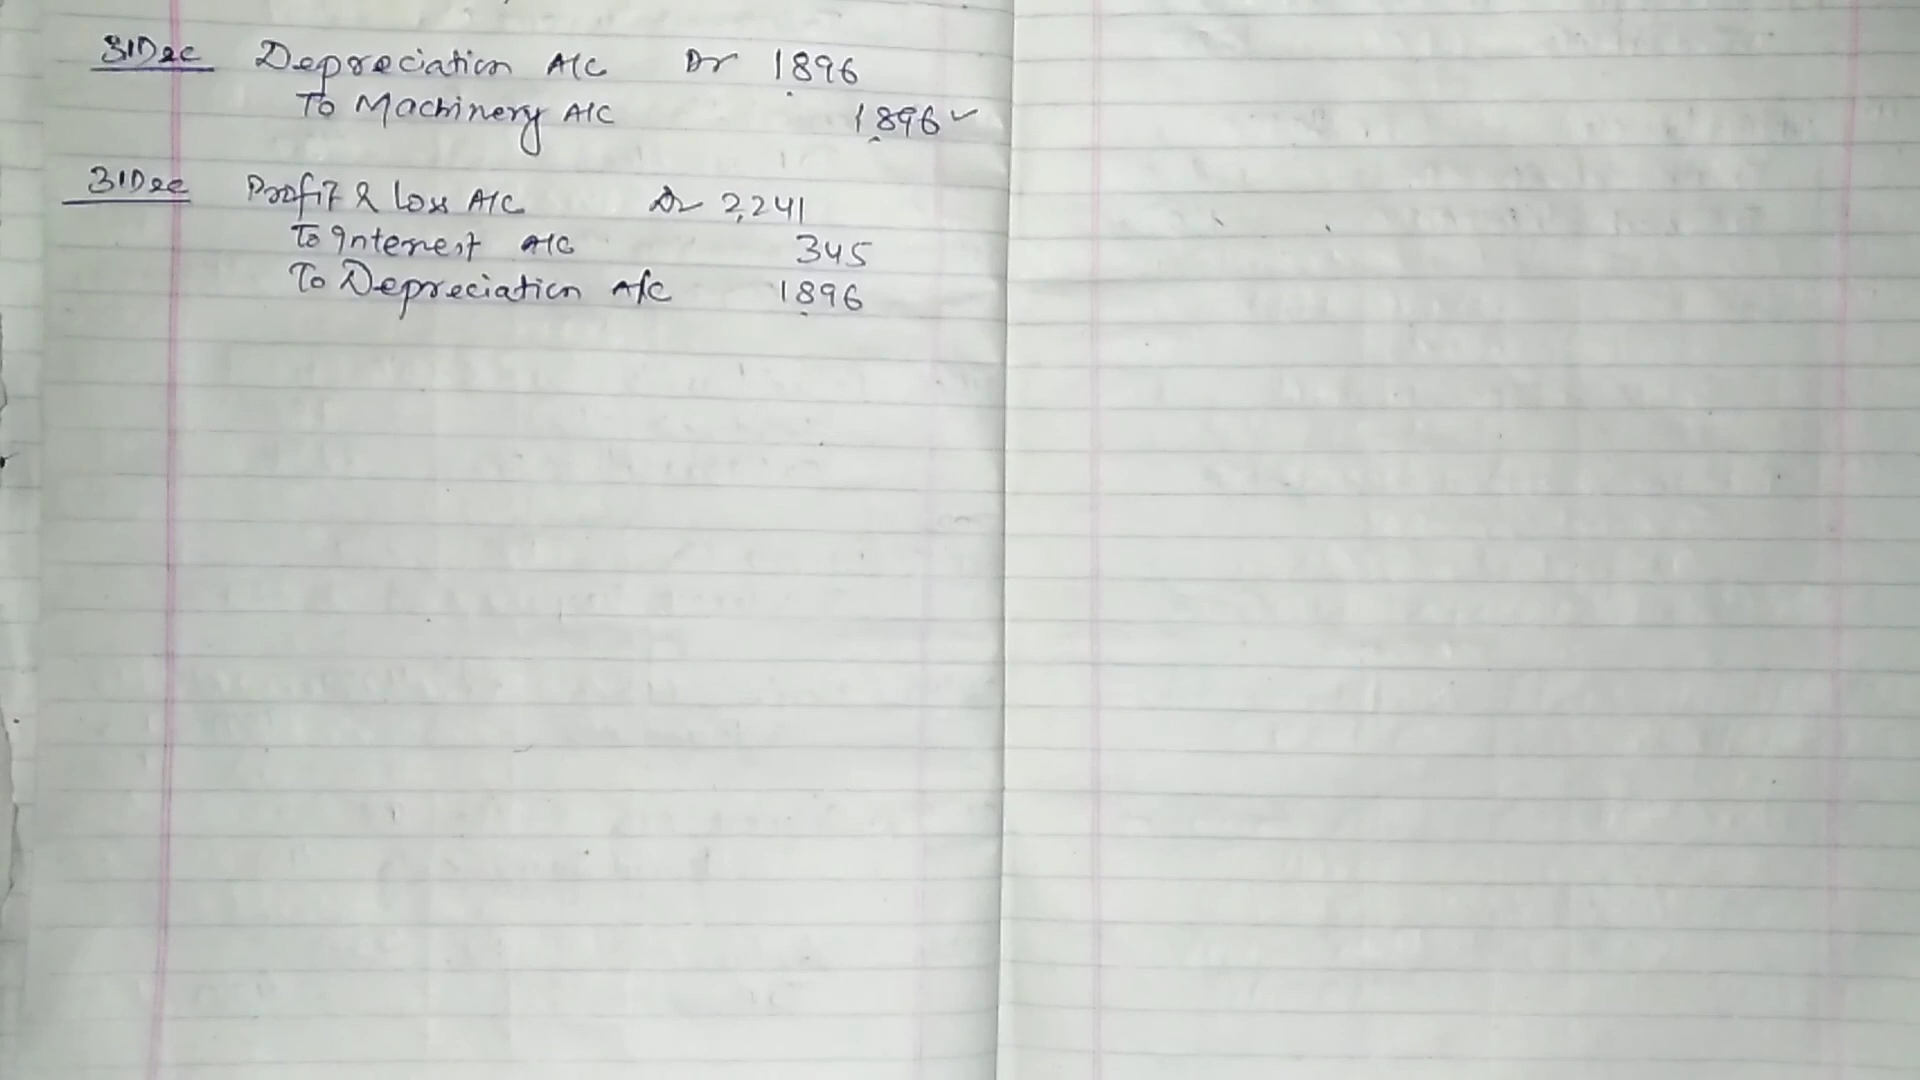 31Dec Depreciation A/C Dr 1896
To Machinery A/C 1896
31Dec Profit & Loss A/C Dr 2,241
To Interest A/C 345
To Depreciation A/C 1896